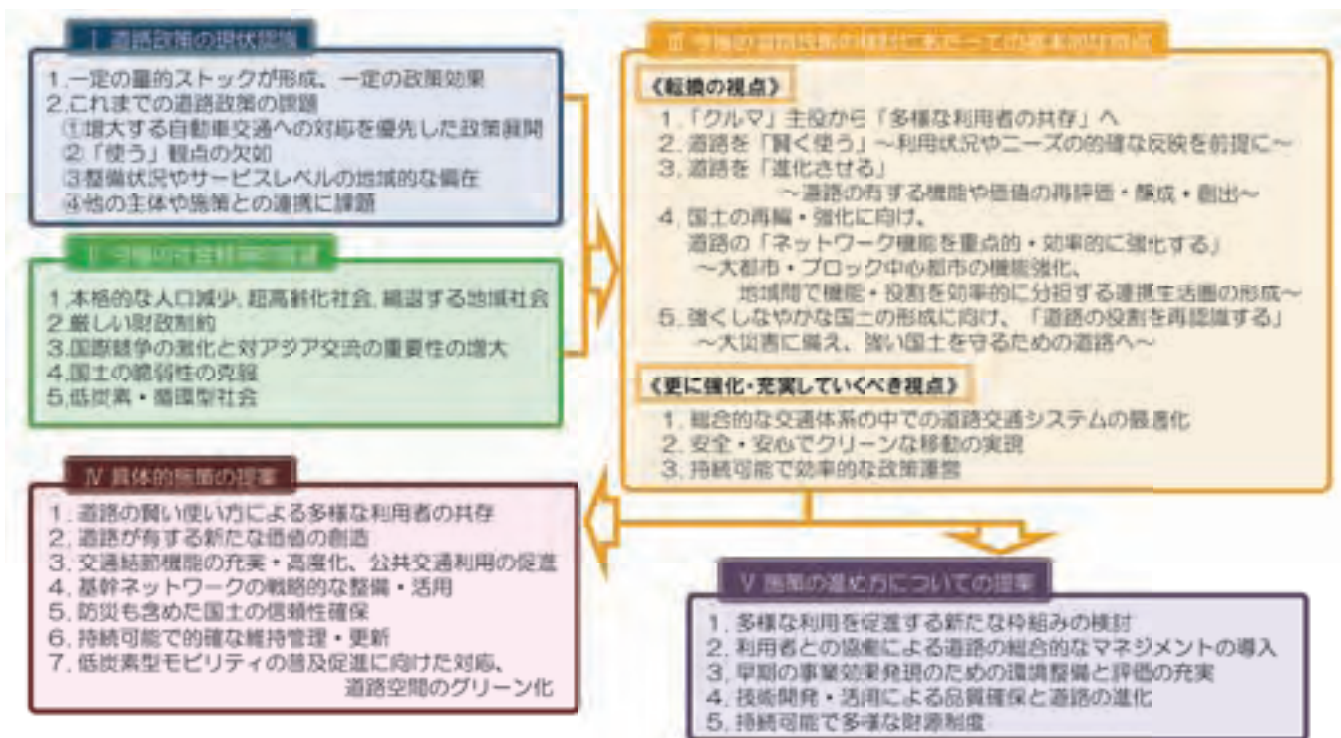 Ⅰ 道路政策の現状認識
1.一定の量的ストックが形成、一定の政策効果
2.これまでの道路政策の課題
①増大する自動車交通への対応を優先した政策展開
②「使う」観点の欠如
③整備状況やサービスレベルの地域的な偏在
④他の主体や施策との連携に課題
Ⅱ 今後の社会経済の展望
1.本格的な人口減少,超高齢化社会,縮退する地域社会
2.厳しい財政制約
3.国際競争の激化と対アジア交流の重要性の増大
4.国土の脆弱性の克服
5.低炭素・循環型社会
Ⅲ 今後の道路政策の検討にあたっての基本的な視点
《転換の視点》
1.「クルマ」主役から「多様な利用者の共存」へ
2. 道路を「賢く使う」~利用状況やニーズの的確な反映を前提に~
3. 道路を「進化させる」
~道路の有する機能や価値の再評価・醸成・創出~
4. 国土の再編・強化に向け、
道路の「ネットワーク機能を重点的・効率的に強化する」
~大都市・ブロック中心都市の機能強化、
地域間で機能・役割を効率的に分担する連携生活圏の形成~
5. 強くしなやかな国土の形成に向け、「道路の役割を再認識する」
~大災害に備え、強い国土を守るための道路へ~
《更に強化・充実していくべき視点》
1. 総合的な交通体系の中での道路交通システムの最適化
2. 安全・安心でクリーンな移動の実現
3. 持続可能で効率的な政策運営
Ⅳ 具体的施策の提案
1. 道路の賢い使い方による多様な利用者の共存
2. 道路が有する新たな価値の創造
3. 交通結節機能の充実・高度化、公共交通利用の促進
4. 基幹ネットワークの戦略的な整備・活用
5. 防災も含めた国土の信頼性確保
6. 持続可能で的確な維持管理・更新
7. 低炭素型モビリティの普及促進に向けた対応、
道路空間のグリーン化
Ⅴ 施策の進め方についての提案
1. 多様な利用を促進する新たな枠組みの検討
2. 利用者との協働による道路の総合的なマネジメントの導入
3. 早期の事業効果発現のための環境整備と評価の充実
4. 技術開発・活用による品質確保と道路の進化
5. 持続可能で多様な財源制度